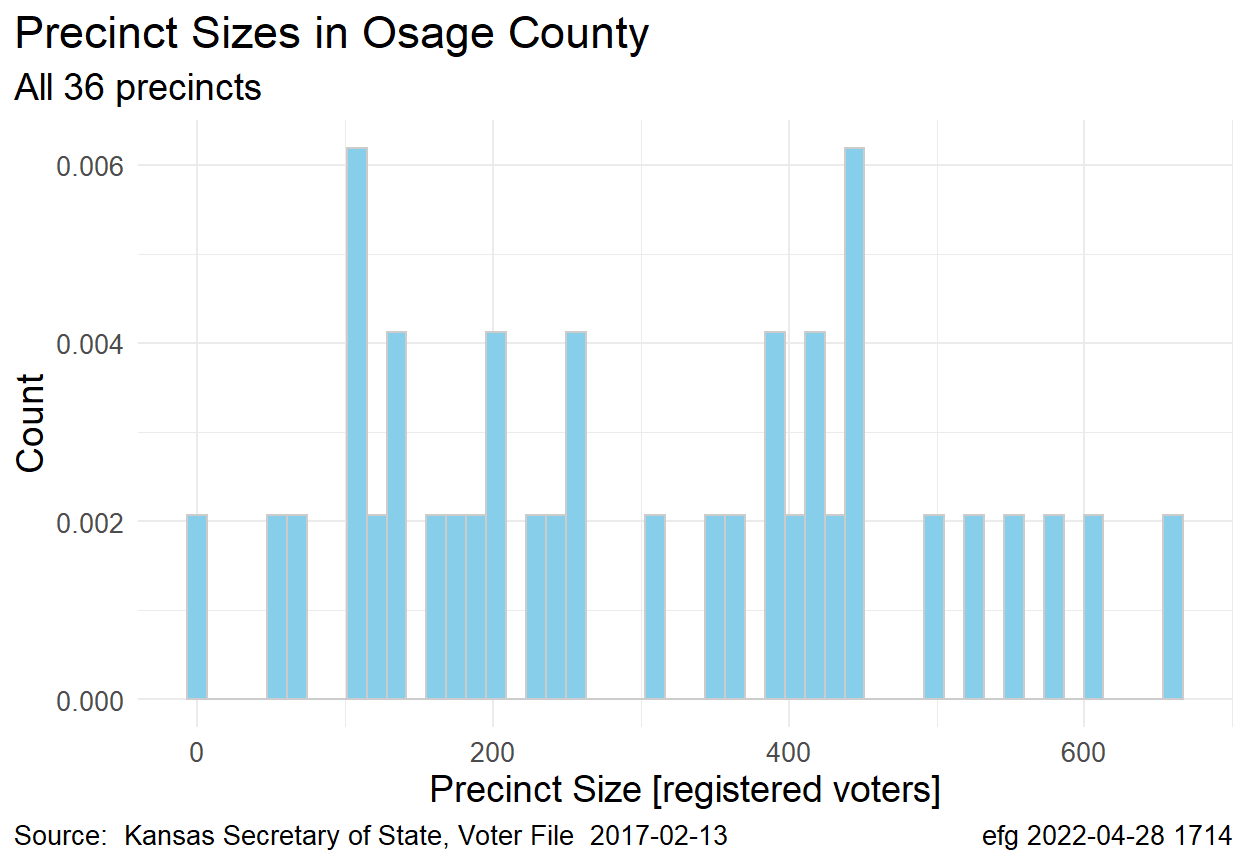 Precinct Sizes in Osage County
All 36 precincts
0.006
0.004
0.002
0.000
Count
0 200 400 600
Precinct Size [registered voters]
Source:  Kansas Secretary of State, Voter File  2017-02-13 efg 2022-04-28 1714